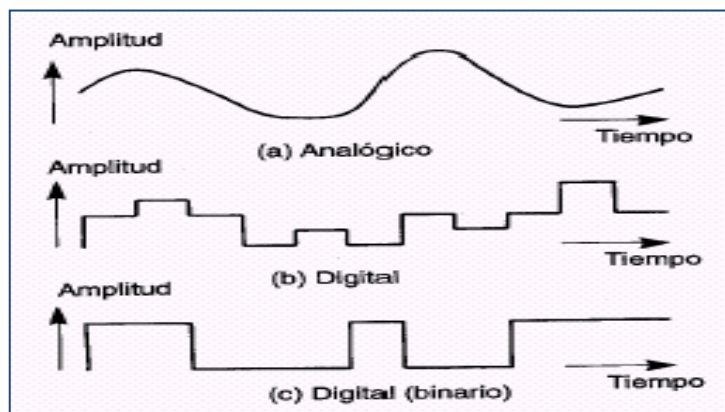 Amplitud
Tiempo
(a) Analógico
Amplitud
Tiempo
(b) Digital
Amplitud
Tiempo
(c) Digital (binario)